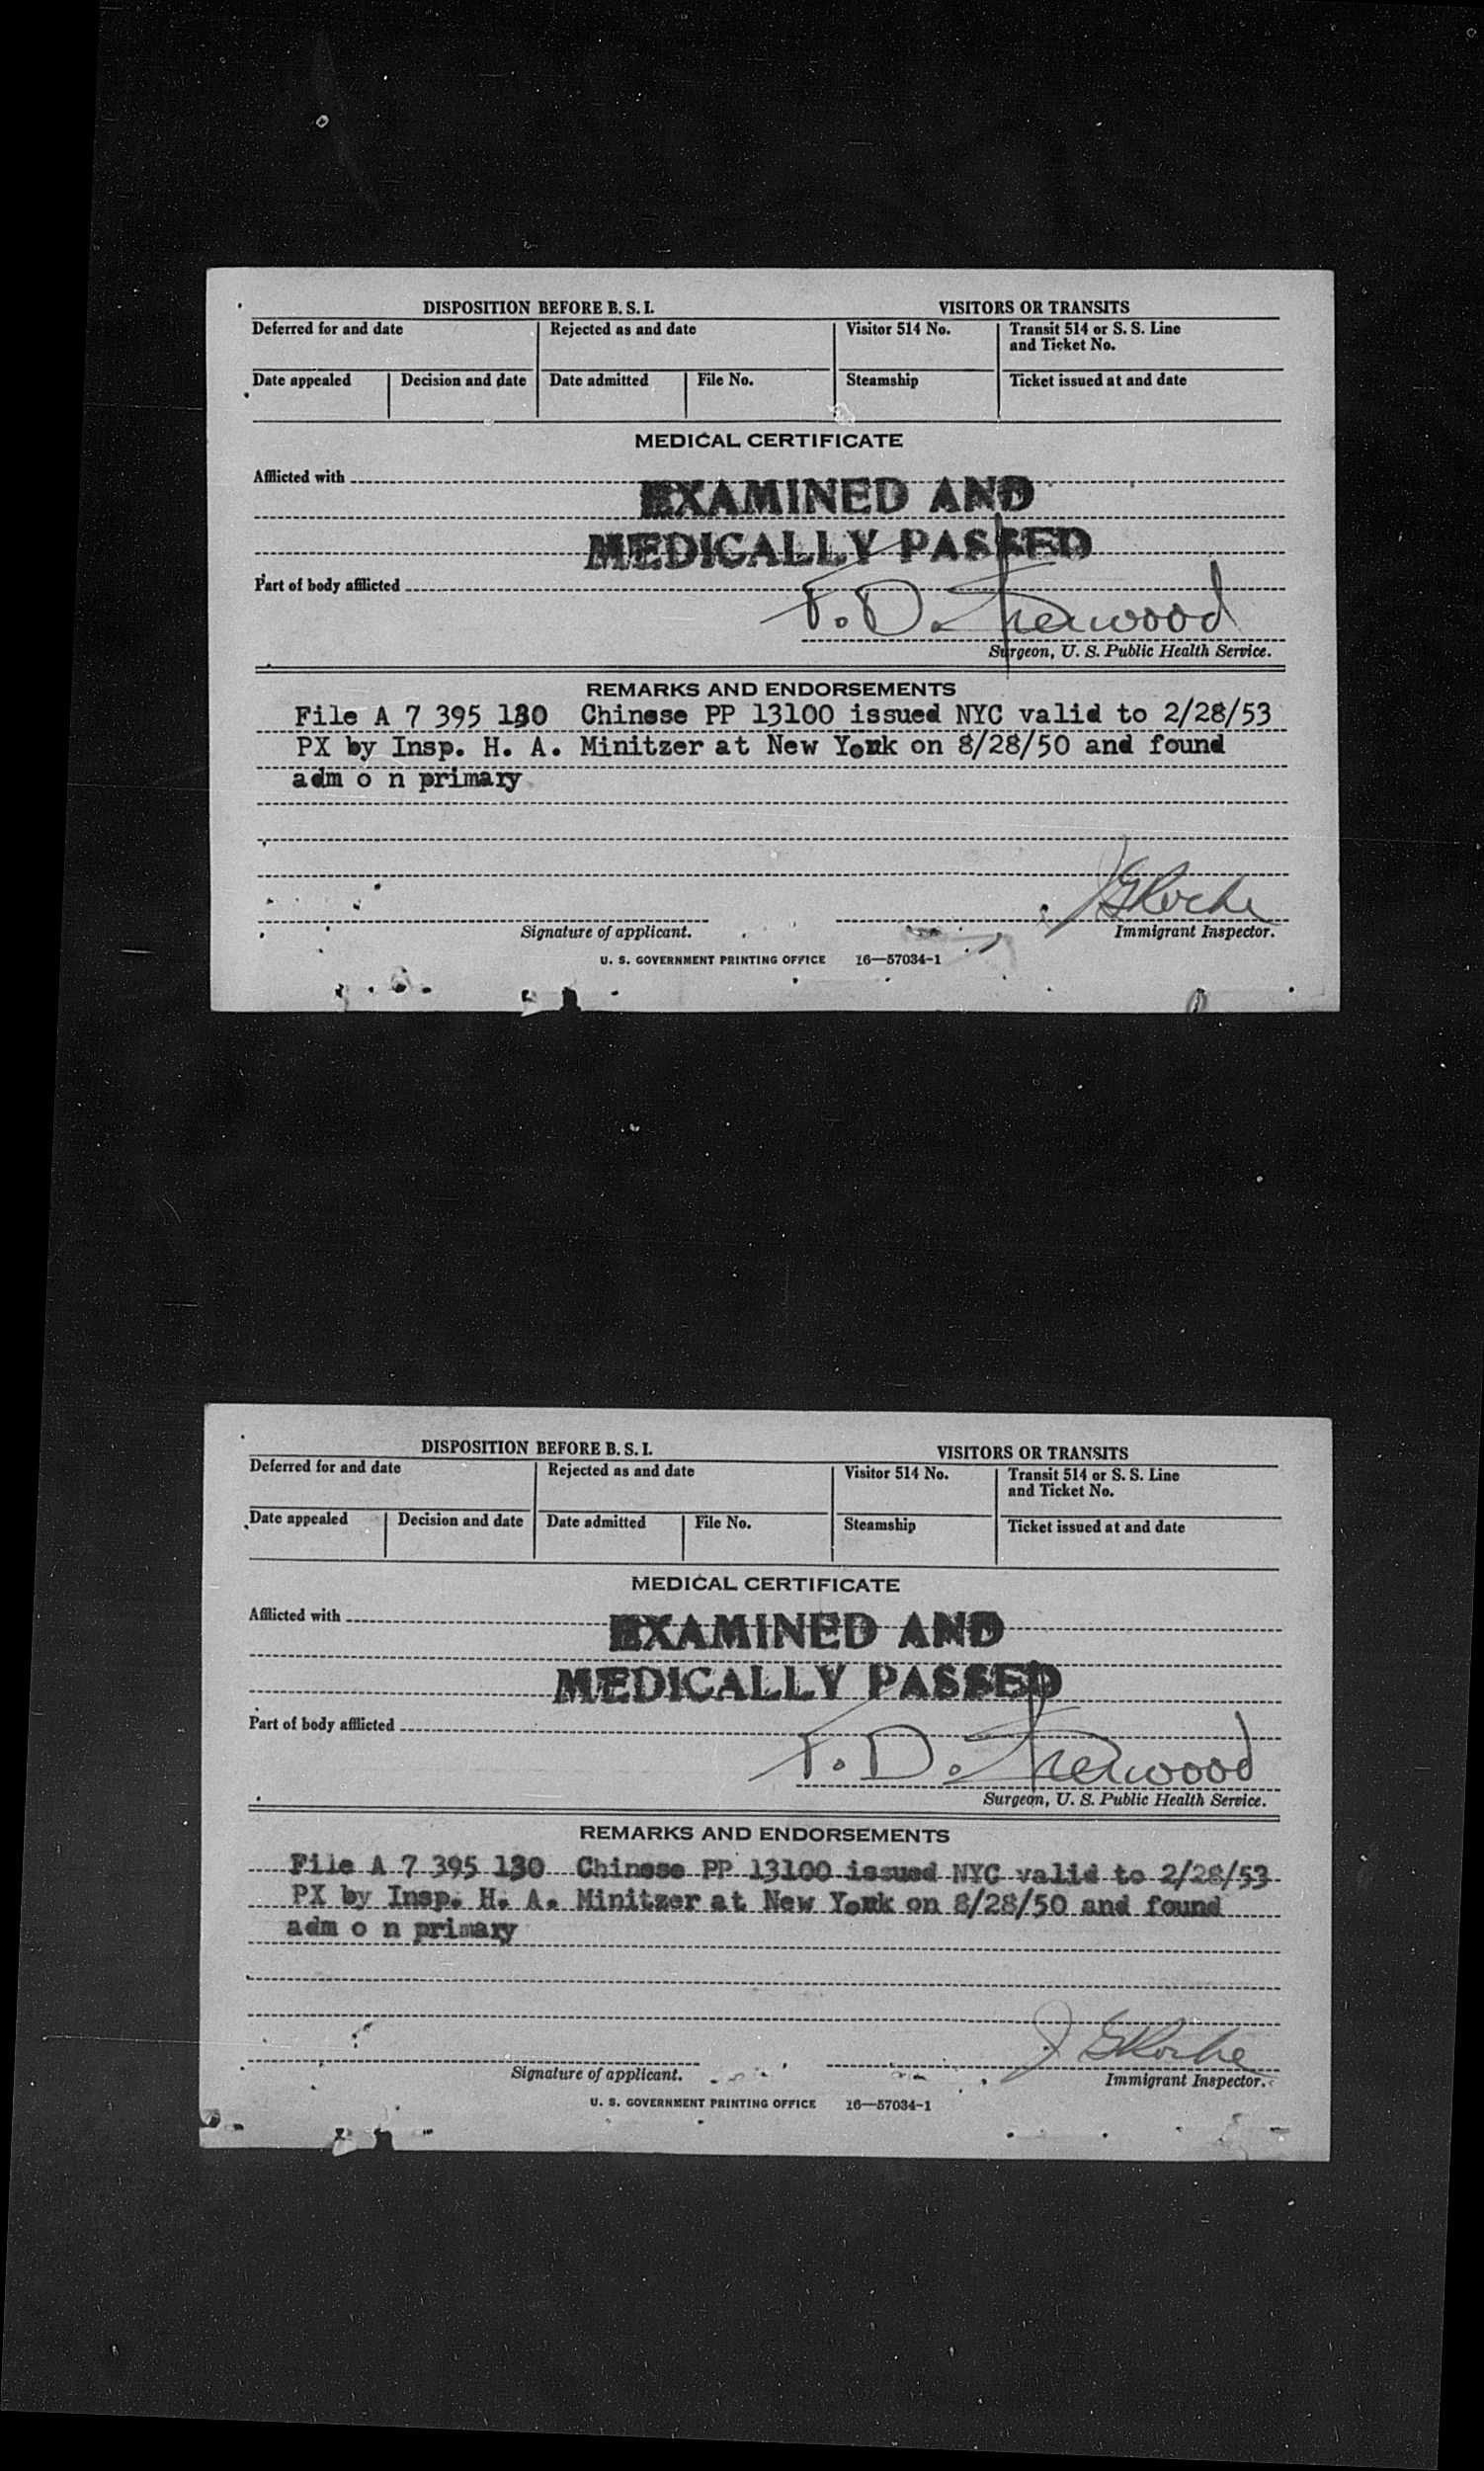 DISPOSITION BEFORE B. S. I.
VISITORS OR TRANSITS
Deferred for and date
Rejected as and date
Visitor 514 No.
Transit 514 or S. S. Line
and Ticket No.
Date appealed
Decision and date
Date admitted
File No.
Steamship
Ticket issued at and date
MEDICAL CERTIFICATE
Afflicted with
EXAMINED AND
MEDICALLY PASSED
Part of body afflicted
F. D. Sherwood
Surgeon, U. S. Public Health Service.
REMARKS AND ENDORSEMENTS
File A 7 395 130 Chinese PP 13100 issued NYC valid to 2/28/53
PX by Insp. H. A. Minitzer at New York on 8/28/50 and found
adm o n primary
J G Roche
Signature of applicant.
Immigrant Inspector.
U. S. GOVERNMENT PRINTING OFFICE 16—57034-1
DISPOSITION BEFORE B. S. I.
VISITORS OR TRANSITS
Deferred for and date
Rejected as and date
Visitor 514 No.
Transit 514 or S. S. Line
and Ticket No.
Date appealed
Decision and date
Date admitted
File No.
Steamship
Ticket issued at and date
MEDICAL CERTIFICATE
Afflicted with
EXAMINED AND
MEDICALLY PASSED
Part of body afflicted
F. D. Sherwood
Surgeon, U. S. Public Health Service.
REMARKS AND ENDORSEMENTS
File A 7 395 130 Chinese PP 13100 issued NYC valid to 2/28/53
PX by Insp. H. A. Minitzer at New York on 8/28/50 and found
adm o n primary
J G Roche
Signature of applicant.
Immigrant Inspector.
U. S. GOVERNMENT PRINTING OFFICE 16—57034-1